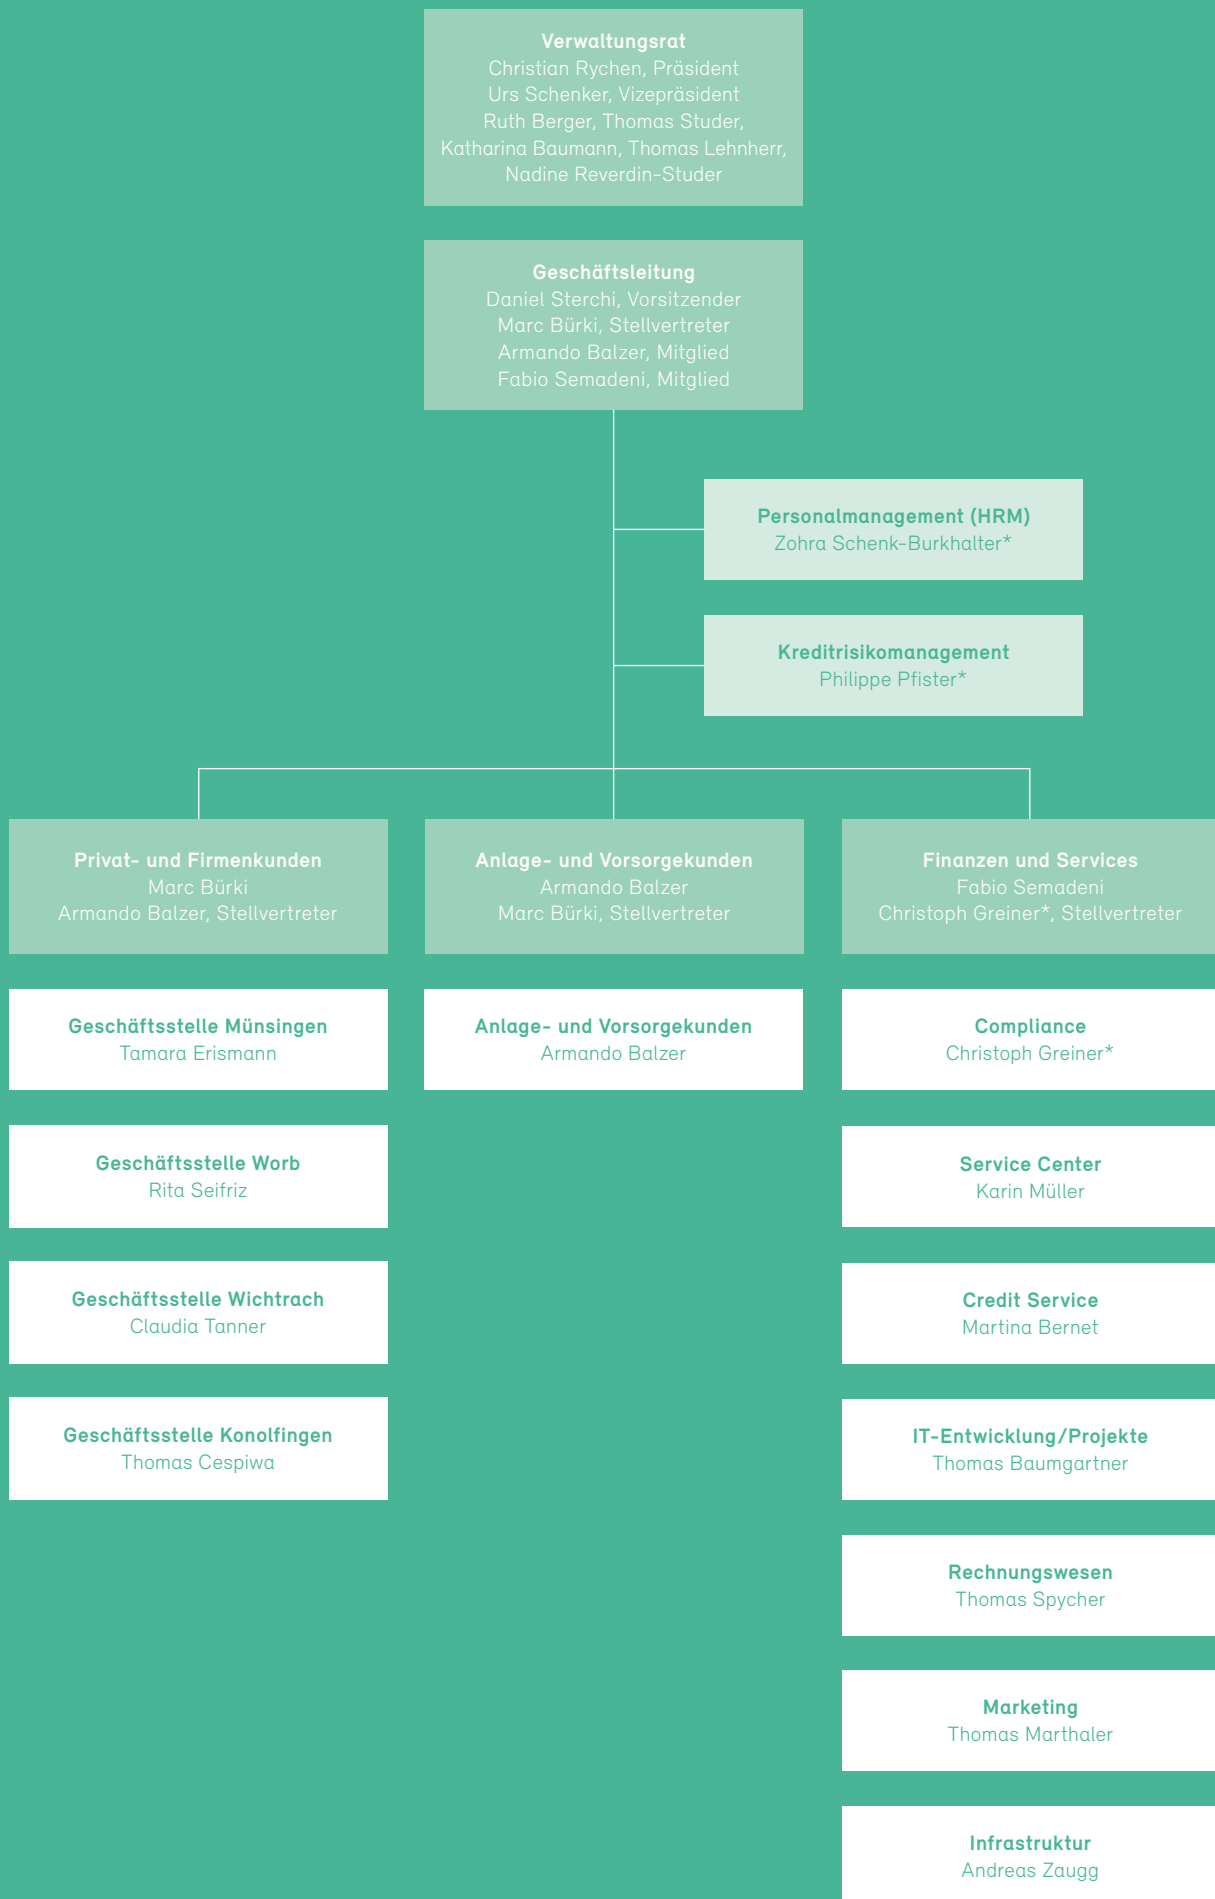 Verwaltungsrat
Christian Rychen, Präsident
Urs Schenker, Vizepräsident
Ruth Berger, Thomas Studer,
Katharina Baumann, Thomas Lehnherr,
Nadine Reverdin-Studer
Geschäftsleitung
Daniel Sterchi, Vorsitzender
Marc Bürki, Stellvertreter
Armando Balzer, Mitglied
Fabio Semadeni, Mitglied
Personalmanagement (HRM)
Zohra Schenk-Burkhalter*
Kreditrisikomanagement
Philippe Pfister*
Privat- und Firmenkunden
Marc Bürki
Armando Balzer, Stellvertreter
Geschäftsstelle Münsingen
Tamara Erismann
Geschäftsstelle Worb
Rita Seifriz
Geschäftsstelle Wichtrach
Claudia Tanner
Geschäftsstelle Konolfingen
Thomas Cespiwa
Anlage- und Vorsorgekunden
Armando Balzer
Marc Bürki, Stellvertreter
Anlage- und Vorsorgekunden
Armando Balzer
Finanzen und Services
Fabio Semadeni
Christoph Greiner*, Stellvertreter
Compliance
Christoph Greiner*
Service Center
Karin Müller
Credit Service
Martina Bernet
IT-Entwicklung/Projekte
Thomas Baumgartner
Rechnungswesen
Thomas Spycher
Marketing
Thomas Marthaler
Infrastruktur
Andreas Zaugg